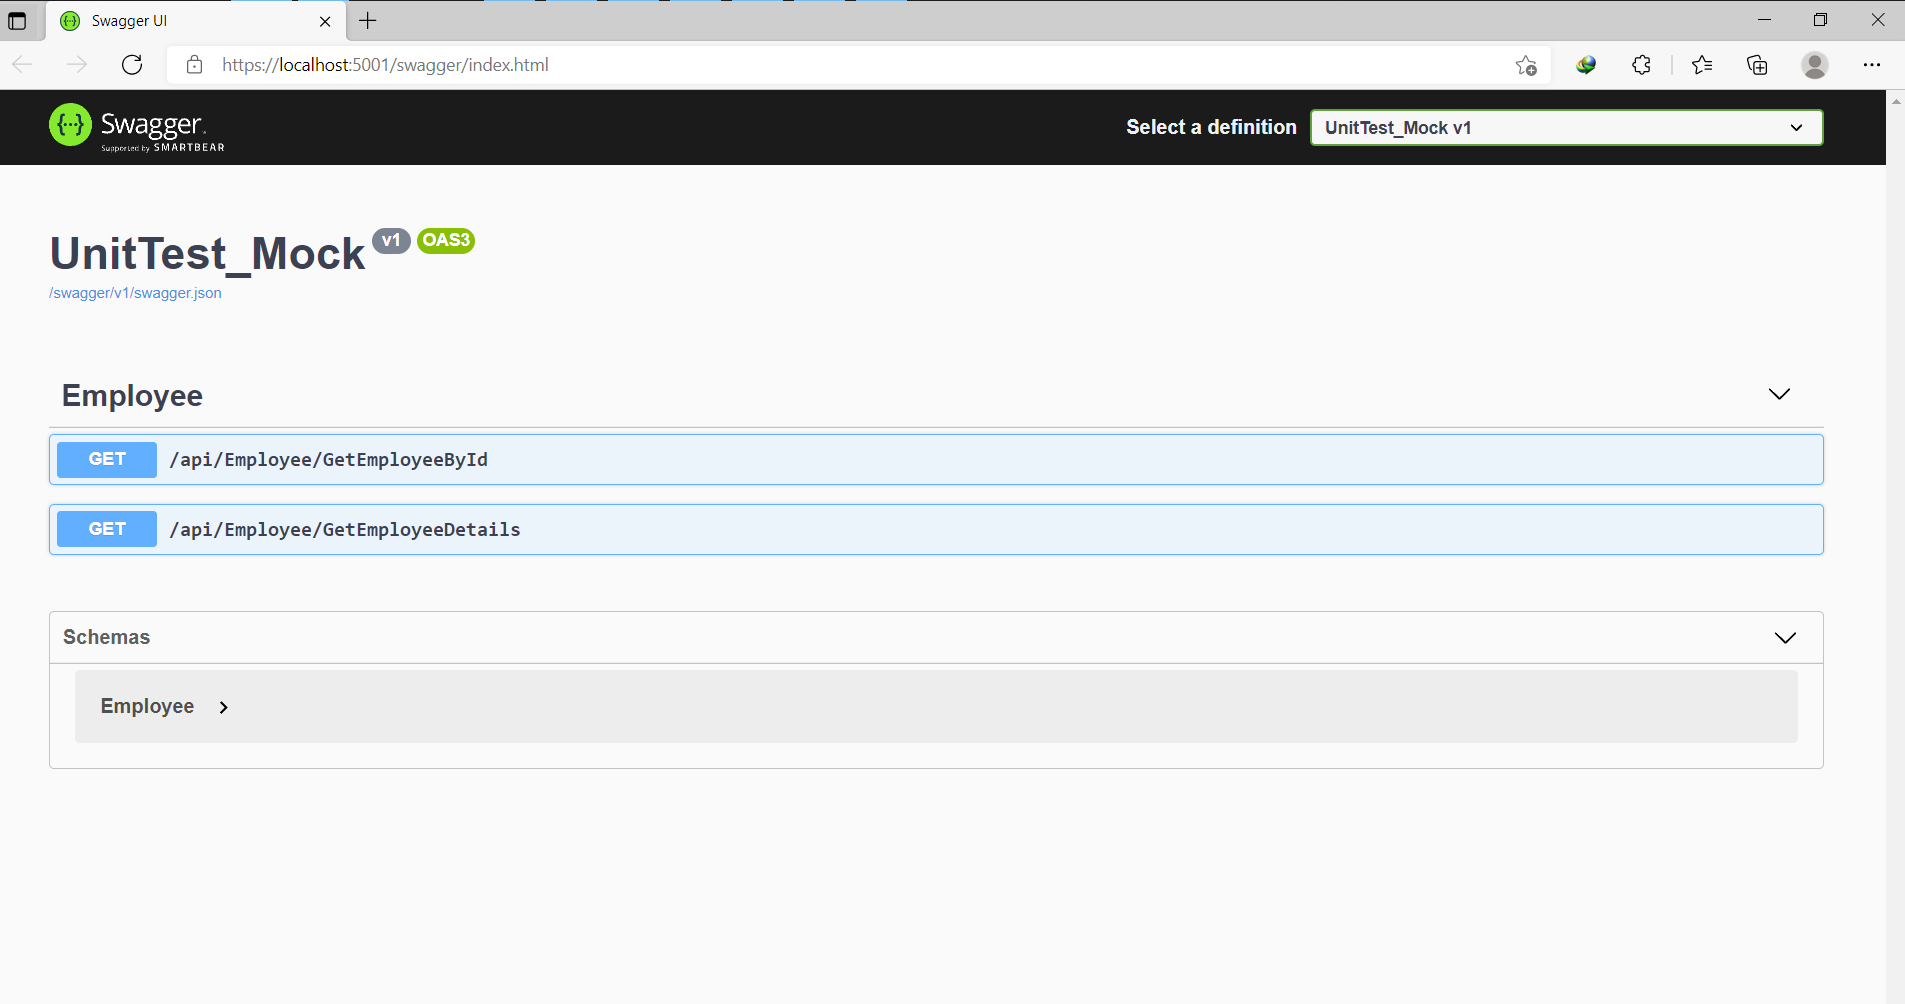 Swagger UI
https://localhost:5001/swagger/index.html
Swagger.
Supported by SMARTBEAR
Select a definition
UnitTest_Mock v1
UnitTest_Mock v1 OAS3
/swagger/v1/swagger.json
Employee
GET /api/Employee/GetEmployeeById
GET /api/Employee/GetEmployeeDetails
Schemas
Employee